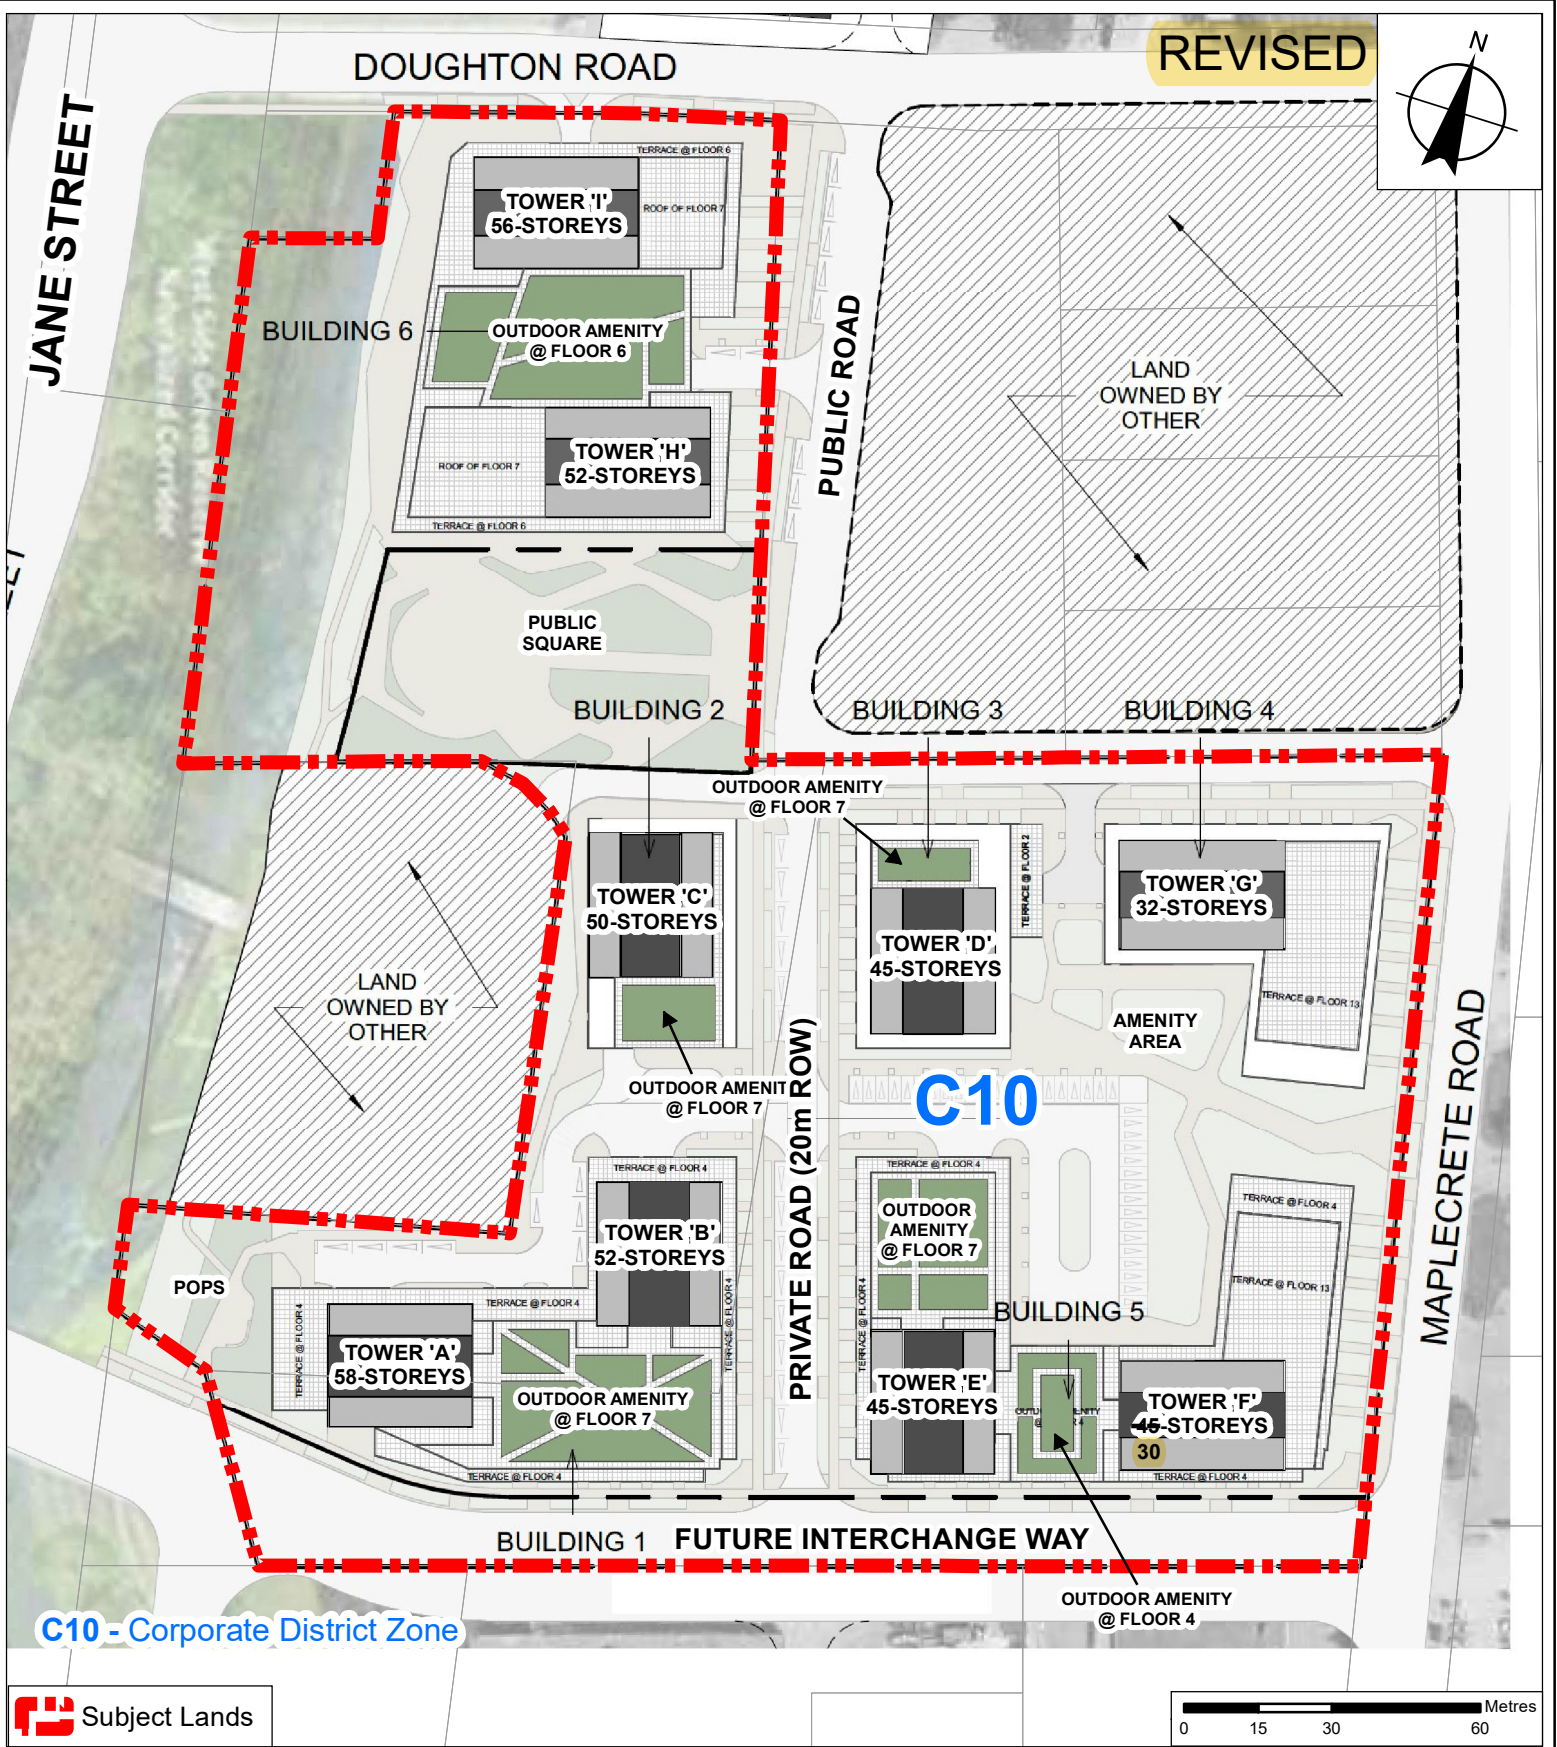 REVISED
N
DOUGHTON ROAD
JANE STREET
TERRACE @ FLOOR 6
TOWER 'I'
56-STOREYS
ROOF OF FLOOR 7
BUILDING 6
OUTDOOR AMENITY
@ FLOOR 6
PUBLIC ROAD
LAND
OWNED BY
OTHER
TOWER 'H'
52-STOREYS
ROOF OF FLOOR 7
TERRACE @ FLOOR 6
PUBLIC
SQUARE
BUILDING 2
BUILDING 3
BUILDING 4
OUTDOOR AMENITY
@ FLOOR 7
TOWER 'C'
50-STOREYS
TERRACE @ FLOOR 2
TOWER 'D'
45-STOREYS
TOWER 'G'
32-STOREYS
TERRACE @ FLOOR 13
LAND
OWNED BY
OTHER
AMENITY
AREA
OUTDOOR AMENIT
@ FLOOR 7
C10
PRIVATE ROAD (20m ROW)
MAPLECRETE ROAD
TERRACE @ FLOOR 4
TOWER 'B'
52-STOREYS
TERRACE @ FLOOR 4
TERRACE @ FLOOR 4
OUTDOOR
AMENITY
@ FLOOR 7
TERRACE @ FLOOR 4
TERRACE @ FLOOR 4
TERRACE @ FLOOR 13
POPS
TERRACE @ FLOOR 4
TERRACE @ FLOOR 4
BUILDING 5
TOWER 'A'
58-STOREYS
OUTDOOR AMENITY
@ FLOOR 7
TERRACE @ FLOOR 4
TOWER 'E'
45-STOREYS
TOWER 'F'
45-STOREYS
30
TERRACE @ FLOOR 4
BUILDING 1
FUTURE INTERCHANGE WAY
OUTDOOR AMENITY
@ FLOOR 4
C10 - Corporate District Zone
Subject Lands
Metres
0 15 30 60